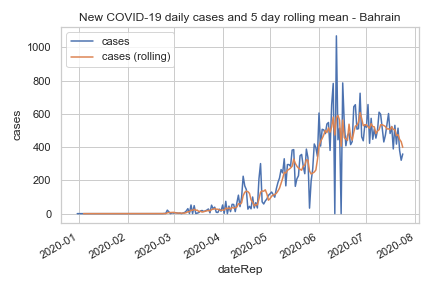 New COVID-19 daily cases and 5 day rolling mean - Bahrain
cases
cases (rolling)
1000
800
600
400
200
0
cases
2020-01
2020-02
2020-03
2020-04
2020-05
2020-06
2020-07
2020-08
dateRep